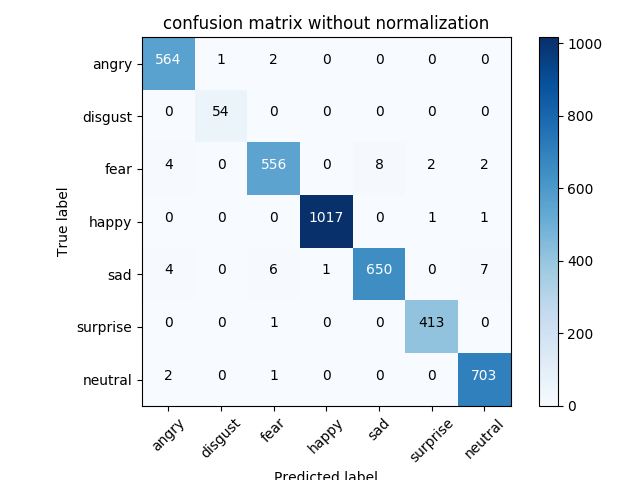 confusion matrix without normalization
angry 564 1 2 0 0 0 0
disgust 0 54 0 0 0 0 0
fear 4 0 556 0 8 2 2
happy 0 0 0 1017 0 1 1
sad 4 0 6 1 650 0 7
surprise 0 0 1 0 0 413 0
neutral 2 0 1 0 0 0 703
True label
angry disgust fear happy sad surprise neutral
Predicted label
1000
800
600
400
200
0